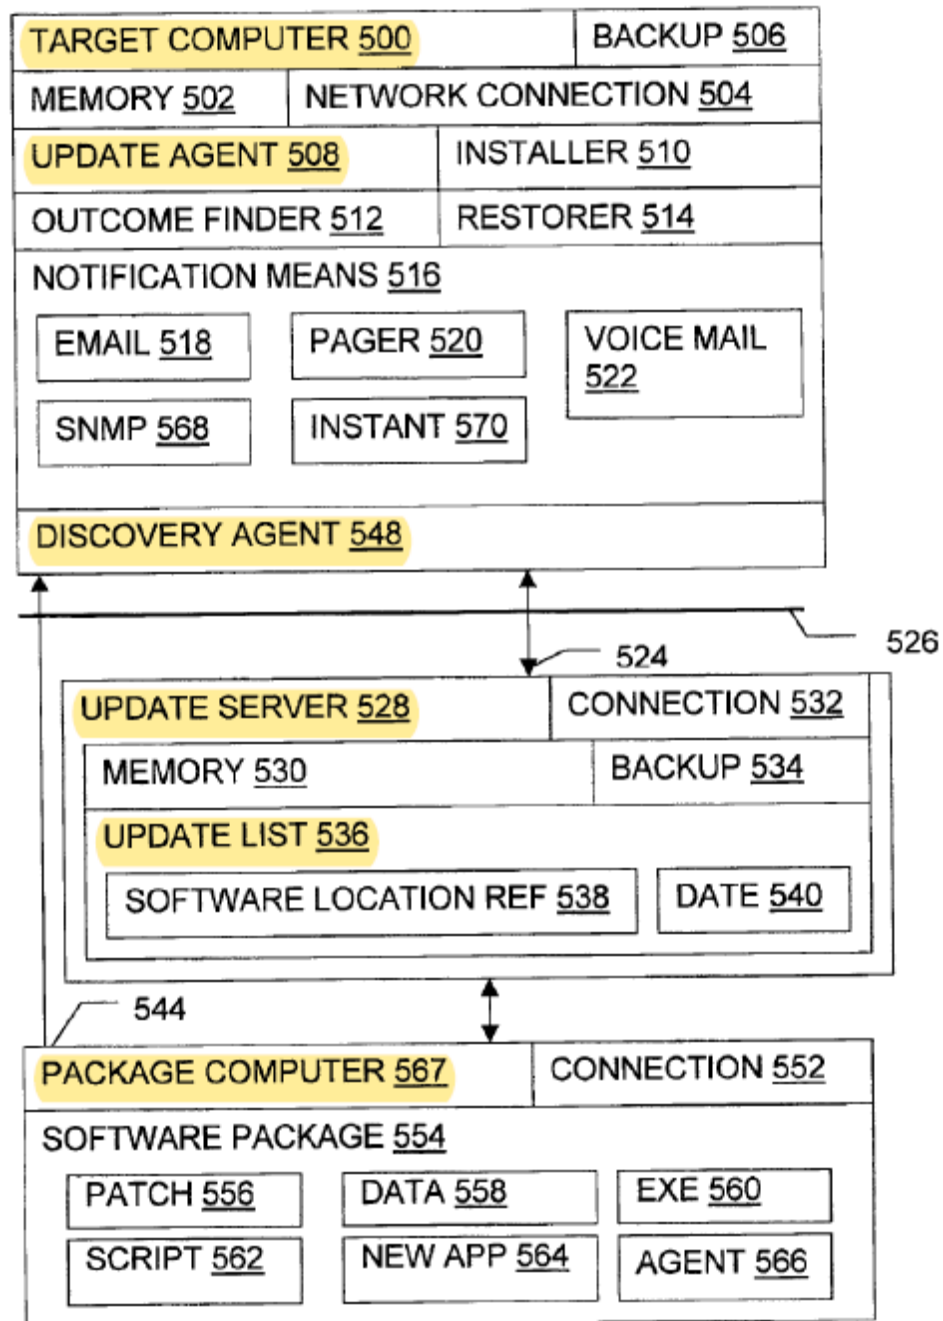 TARGET COMPUTER 500 BACKUP 506
MEMORY 502 NETWORK CONNECTION 504
UPDATE AGENT 508 INSTALLER 510
OUTCOME FINDER 512 RESTORER 514
NOTIFICATION MEANS 516
EMAIL 518 PAGER 520 VOICE MAIL
522
SNMP 568 INSTANT 570
DISCOVERY AGENT 548
526
524
UPDATE SERVER 528 CONNECTION 532
MEMORY 530 BACKUP 534
UPDATE LIST 536
SOFTWARE LOCATION REF 538 DATE 540
544
PACKAGE COMPUTER 567 CONNECTION 552
SOFTWARE PACKAGE 554
PATCH 556 DATA 558 EXE 560
SCRIPT 562 NEW APP 564 AGENT 566